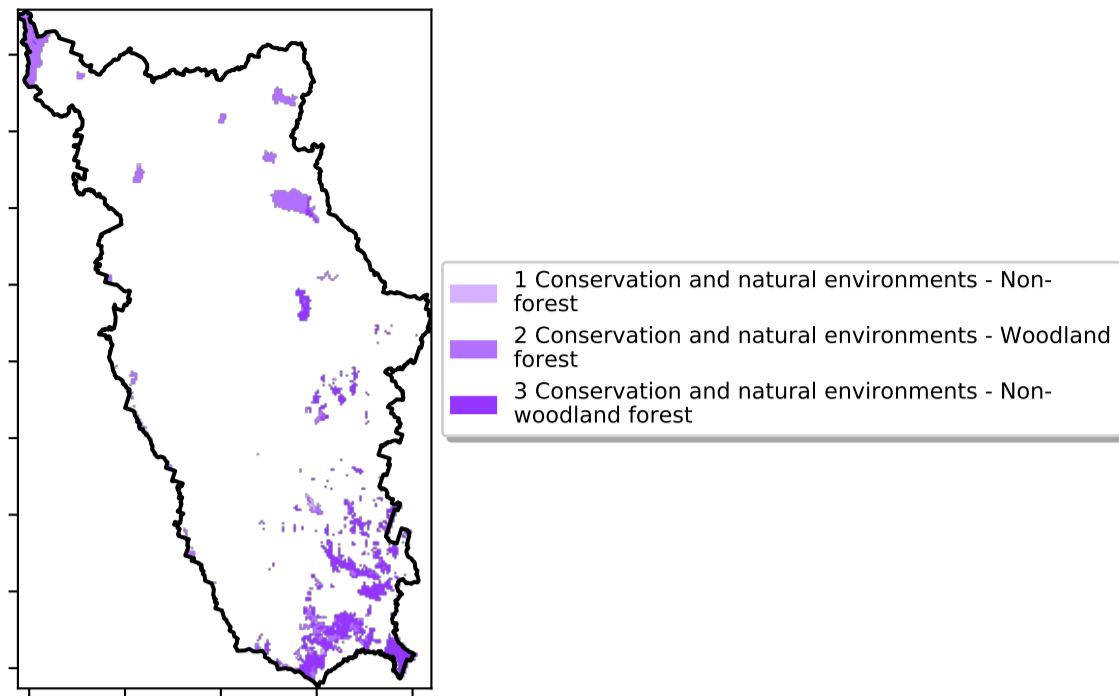 1 Conservation and natural environments - Non-
forest
2 Conservation and natural environments - Woodland
forest
3 Conservation and natural environments - Non-
woodland forest